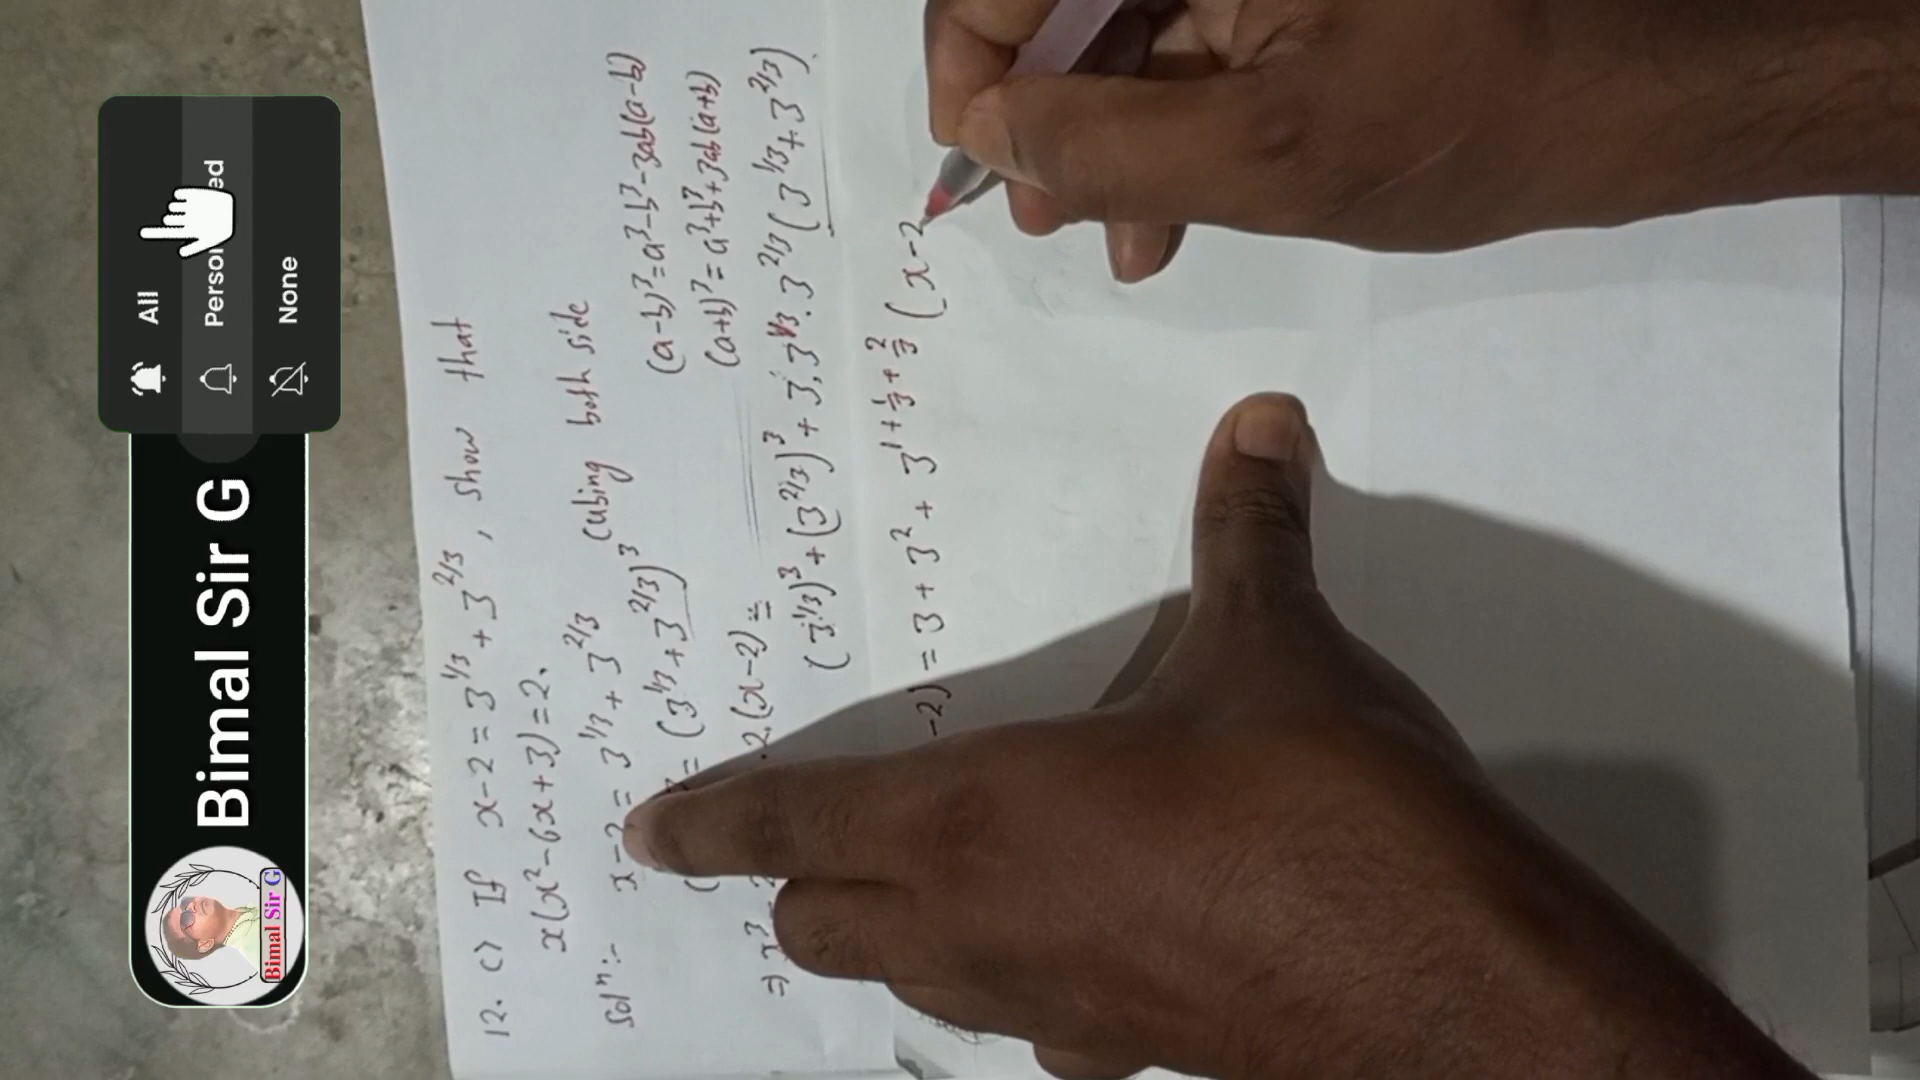 All
Personalized
None
Bimal Sir G
Bimal Sir G
12. c) If x-2 = 3^1/3 + 3^2/3, show that
x(x²-6x+3)=2.
Solⁿ:- x-2 = 3^1/3 + 3^2/3 Cubing both side
= (3^1/3 + 3^2/3)^3
(a-b)³=a³-b³-3ab(a-b)
(a+b)³=a³+b³+3ab(a+b)
⇒ x³ 2(x-2) =
(3^1/3)³+(3^2/3)³ + 3.3^1/3.3^2/3(3^1/3+3^2/3)
-2) = 3 + 3² + 3^1+1/3+2/3 (x-2